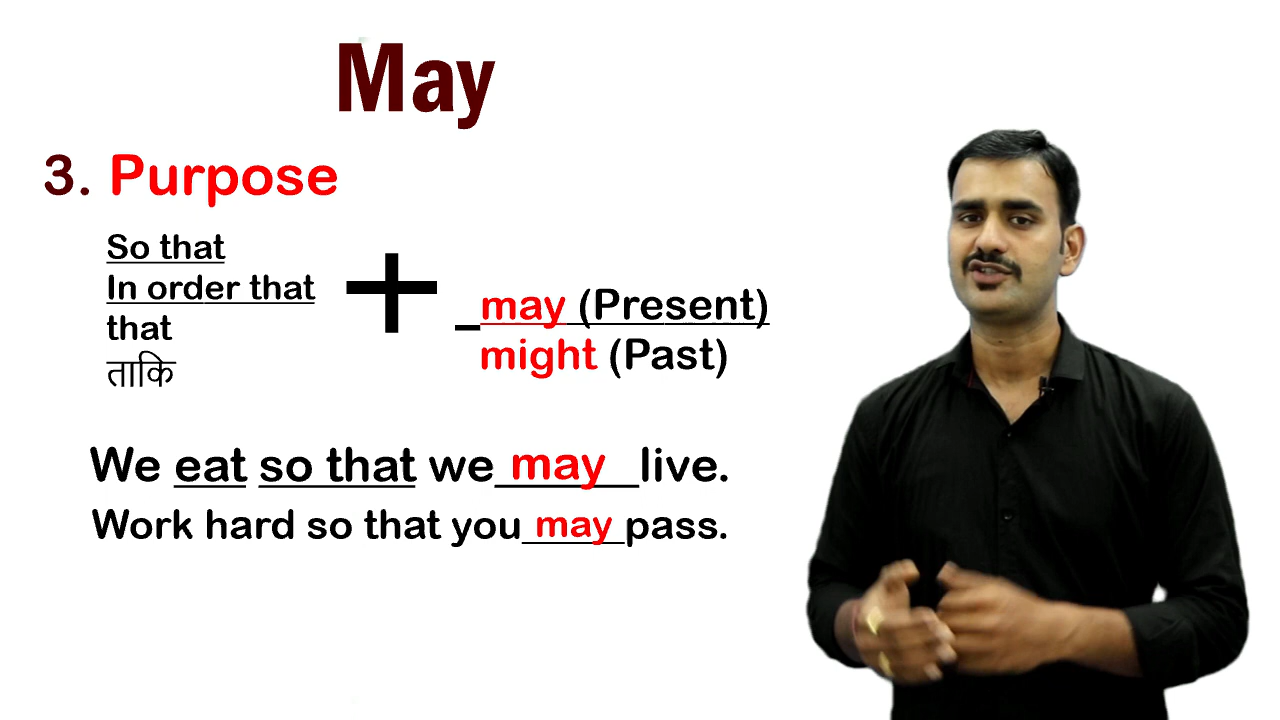 May
3. Purpose
So that
In order that
that
ताकि
+
may (Present)
might (Past)
We eat so that we may live.
Work hard so that you may pass.